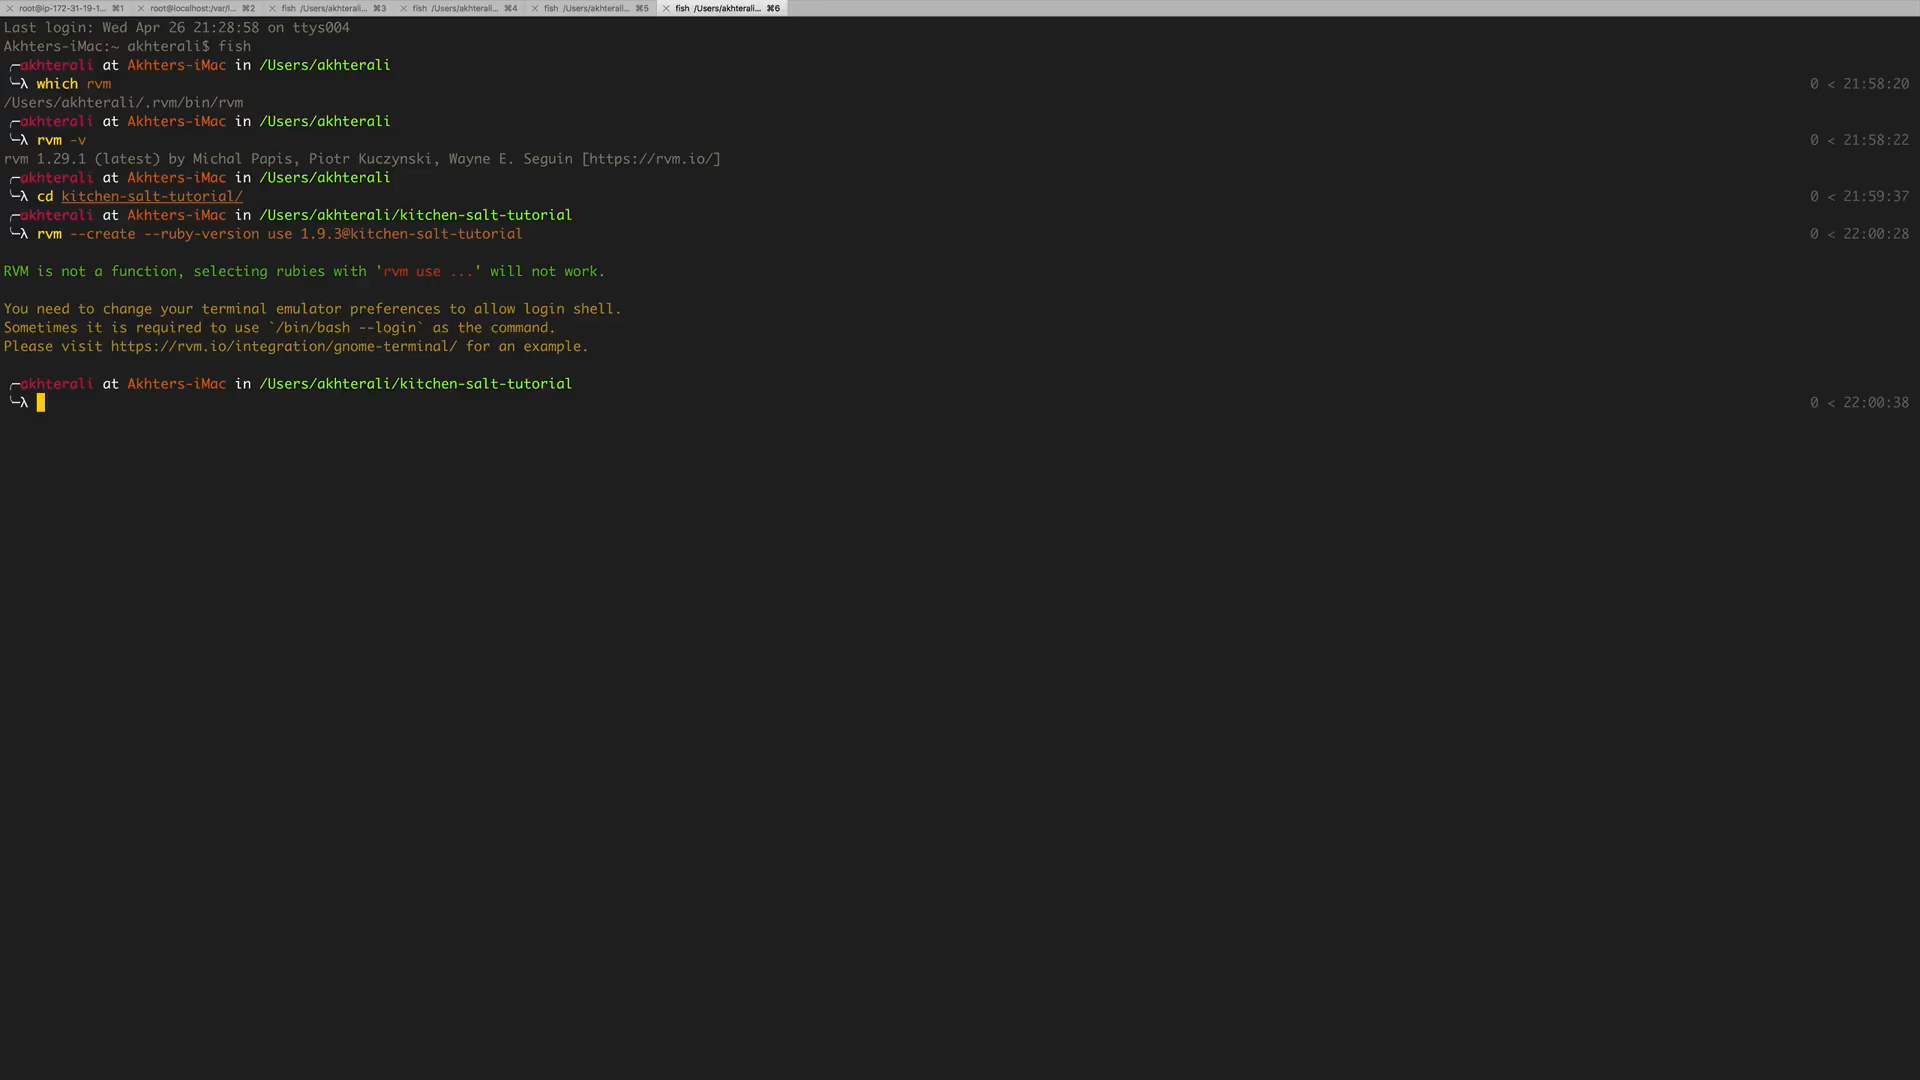 root@ip-172-31-19-1... ⌘1 root@localhost:/var/l... ⌘2 fish /Users/akhterali... ⌘3 fish /Users/akhterali... ⌘4 fish /Users/akhterali... ⌘5 fish /Users/akhterali... ⌘6
Last login: Wed Apr 26 21:28:58 on ttys004
Akhters-iMac:~ akhterali$ fish
╭─akhterali at Akhters-iMac in /Users/akhterali
╰─λ which rvm 0 < 21:58:20
/Users/akhterali/.rvm/bin/rvm
╭─akhterali at Akhters-iMac in /Users/akhterali
╰─λ rvm -v 0 < 21:58:22
rvm 1.29.1 (latest) by Michal Papis, Piotr Kuczynski, Wayne E. Seguin [https://rvm.io/]
╭─akhterali at Akhters-iMac in /Users/akhterali
╰─λ cd kitchen-salt-tutorial/ 0 < 21:59:37
╭─akhterali at Akhters-iMac in /Users/akhterali/kitchen-salt-tutorial
╰─λ rvm --create --ruby-version use 1.9.3@kitchen-salt-tutorial 0 < 22:00:28
RVM is not a function, selecting rubies with 'rvm use ...' will not work.
You need to change your terminal emulator preferences to allow login shell.
Sometimes it is required to use `/bin/bash --login` as the command.
Please visit https://rvm.io/integration/gnome-terminal/ for an example.
╭─akhterali at Akhters-iMac in /Users/akhterali/kitchen-salt-tutorial
╰─λ 0 < 22:00:38